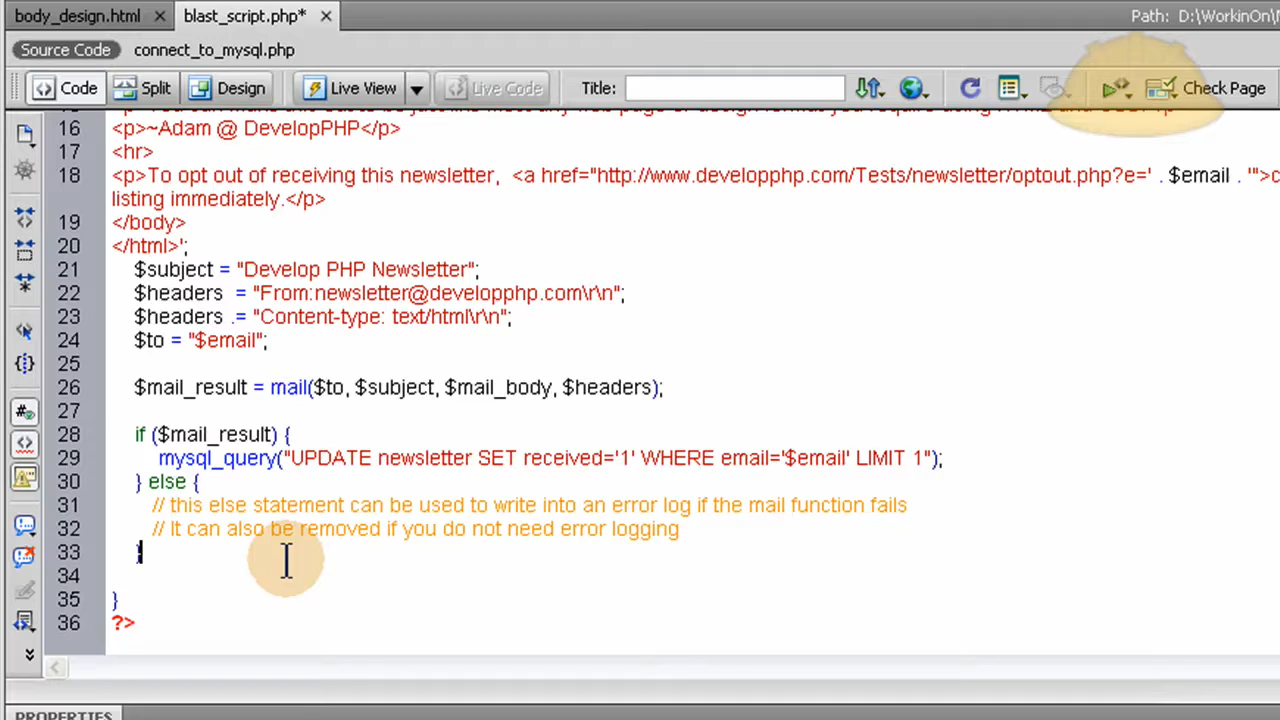 body_design.html
blast_script.php*
Path: D:\WorkinOn\
Source Code
connect_to_mysql.php
Code
Split
Design
Live View
Live Code
Title:
Check Page
16 <p>~Adam @ DevelopPHP</p>
17 <hr>
18 <p>To opt out of receiving this newsletter,  <a href="http://www.developphp.com/Tests/newsletter/optout.php?e=' . $email . '">c
listing immediately.</p>
19 </body>
20 </html>';
21 $subject = "Develop PHP Newsletter";
22 $headers  = "From:newsletter@developphp.com\r\n";
23 $headers .= "Content-type: text/html\r\n";
24 $to = "$email";
25
26 $mail_result = mail($to, $subject, $mail_body, $headers);
27
28 if ($mail_result) {
29 mysql_query("UPDATE newsletter SET received='1' WHERE email='$email' LIMIT 1");
30 } else {
31 // this else statement can be used to write into an error log if the mail function fails
32 // It can also be removed if you do not need error logging
33 }
34
35 }
36 ?>
PROPERTIES